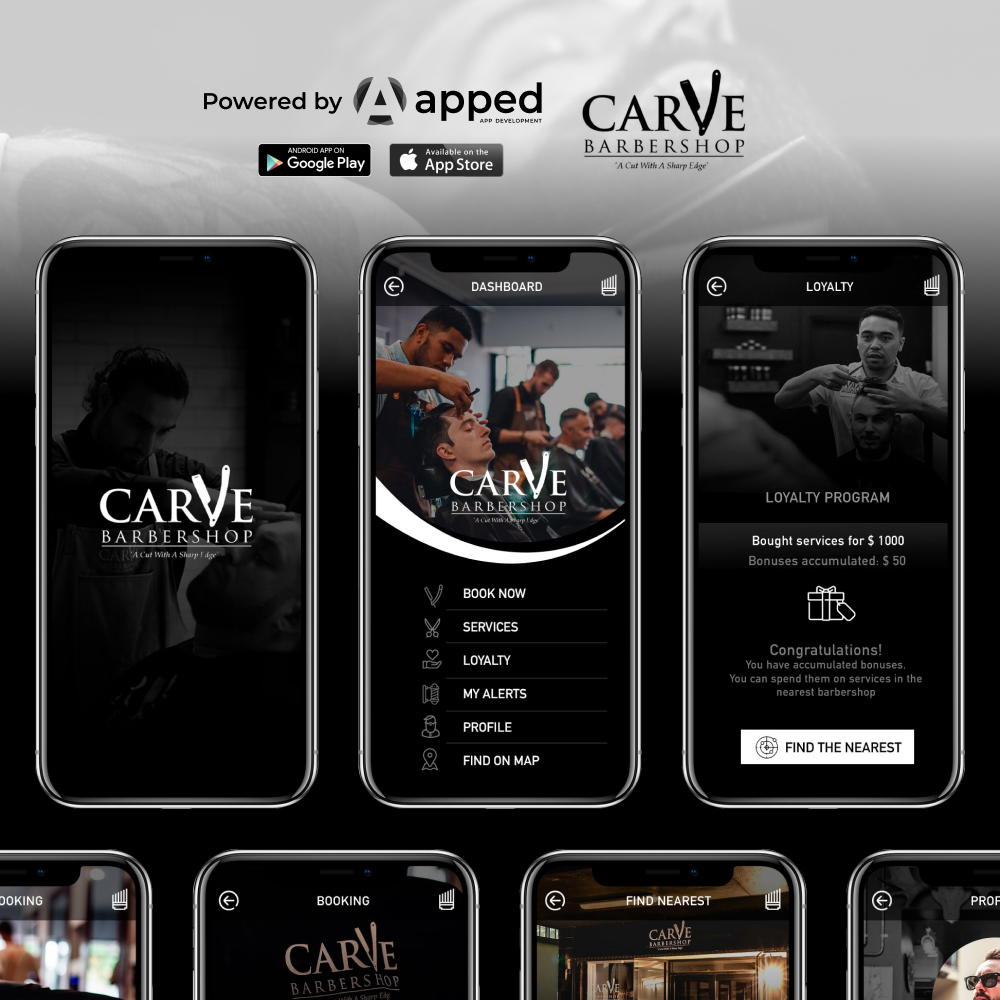 Powered by apped
APP DEVELOPMENT
ANDROID APP ON
Google Play
Available on the
App Store
CARVE
BARBERSHOP
"A Cut With A Sharp Edge"
CARVE
BARBERSHOP
"A Cut With A Sharp Edge"
DASHBOARD
CARVE
BARBERSHOP
"A Cut With A Sharp Edge"
BOOK NOW
SERVICES
LOYALTY
MY ALERTS
PROFILE
FIND ON MAP
LOYALTY
LOYALTY PROGRAM
Bought services for $ 1000
Bonuses accumulated: $ 50
Congratulations!
You have accumulated bonuses.
You can spend them on services in the
nearest barbershop
FIND THE NEAREST
OOKING
BOOKING
CARVE
BARBERSHOP
With A Sharp Edg
FIND NEAREST
CARVE
BARBERSHOP
CARVE
PROF